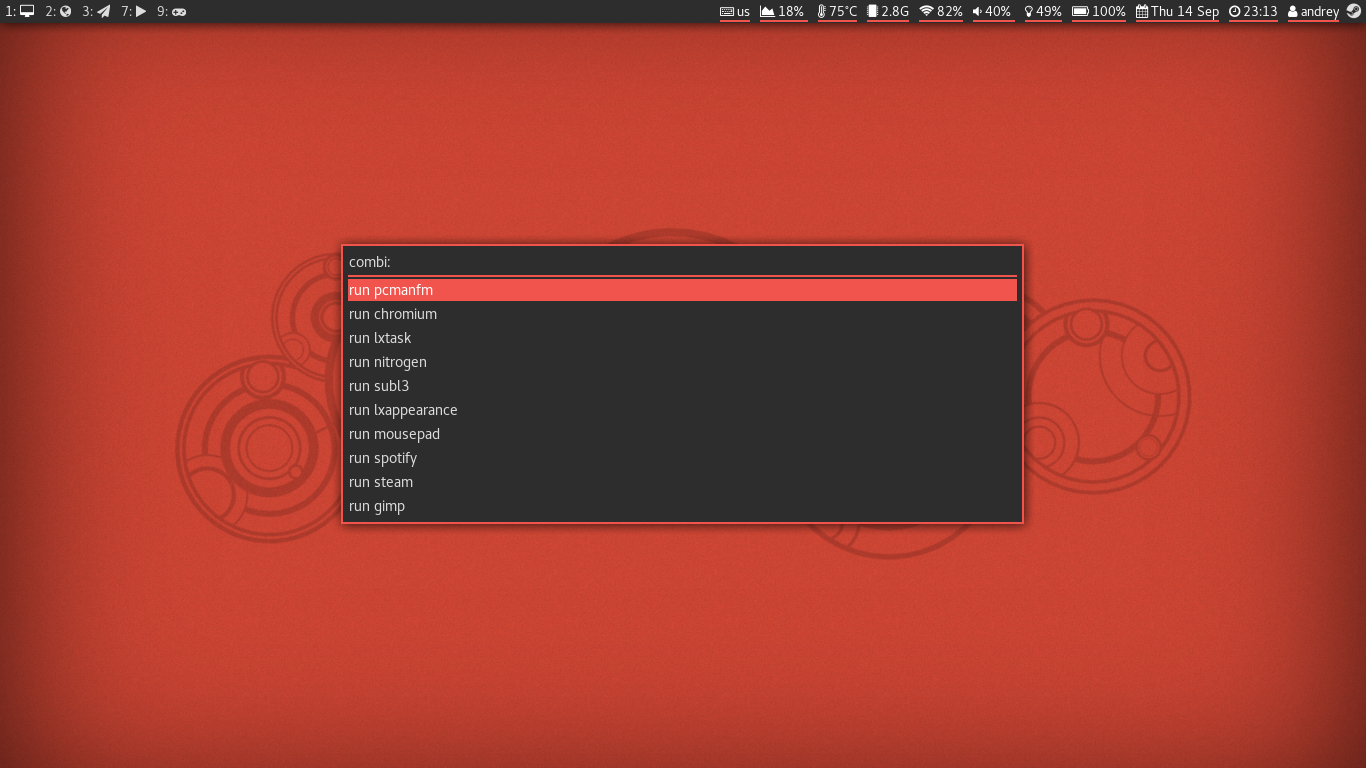 1: 2: 3: 7: 9: us 18% 75°C 2.8G 82% 40% 49% 100% Thu 14 Sep 23:13 andrey
combi:
run pcmanfm
run chromium
run lxtask
run nitrogen
run subl3
run lxappearance
run mousepad
run spotify
run steam
run gimp